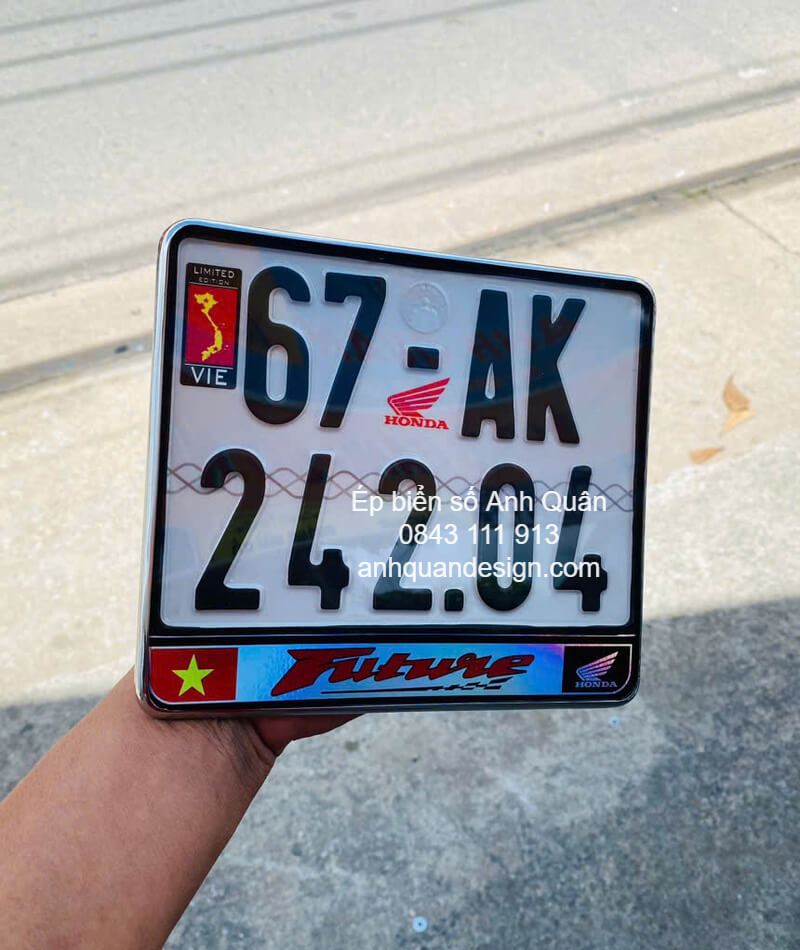 LIMITED
EDITION
VIE
67-AK
HONDA
242.04
Ép biển số Anh Quân
0843 111 913
anhquandesign.com
Future
HONDA